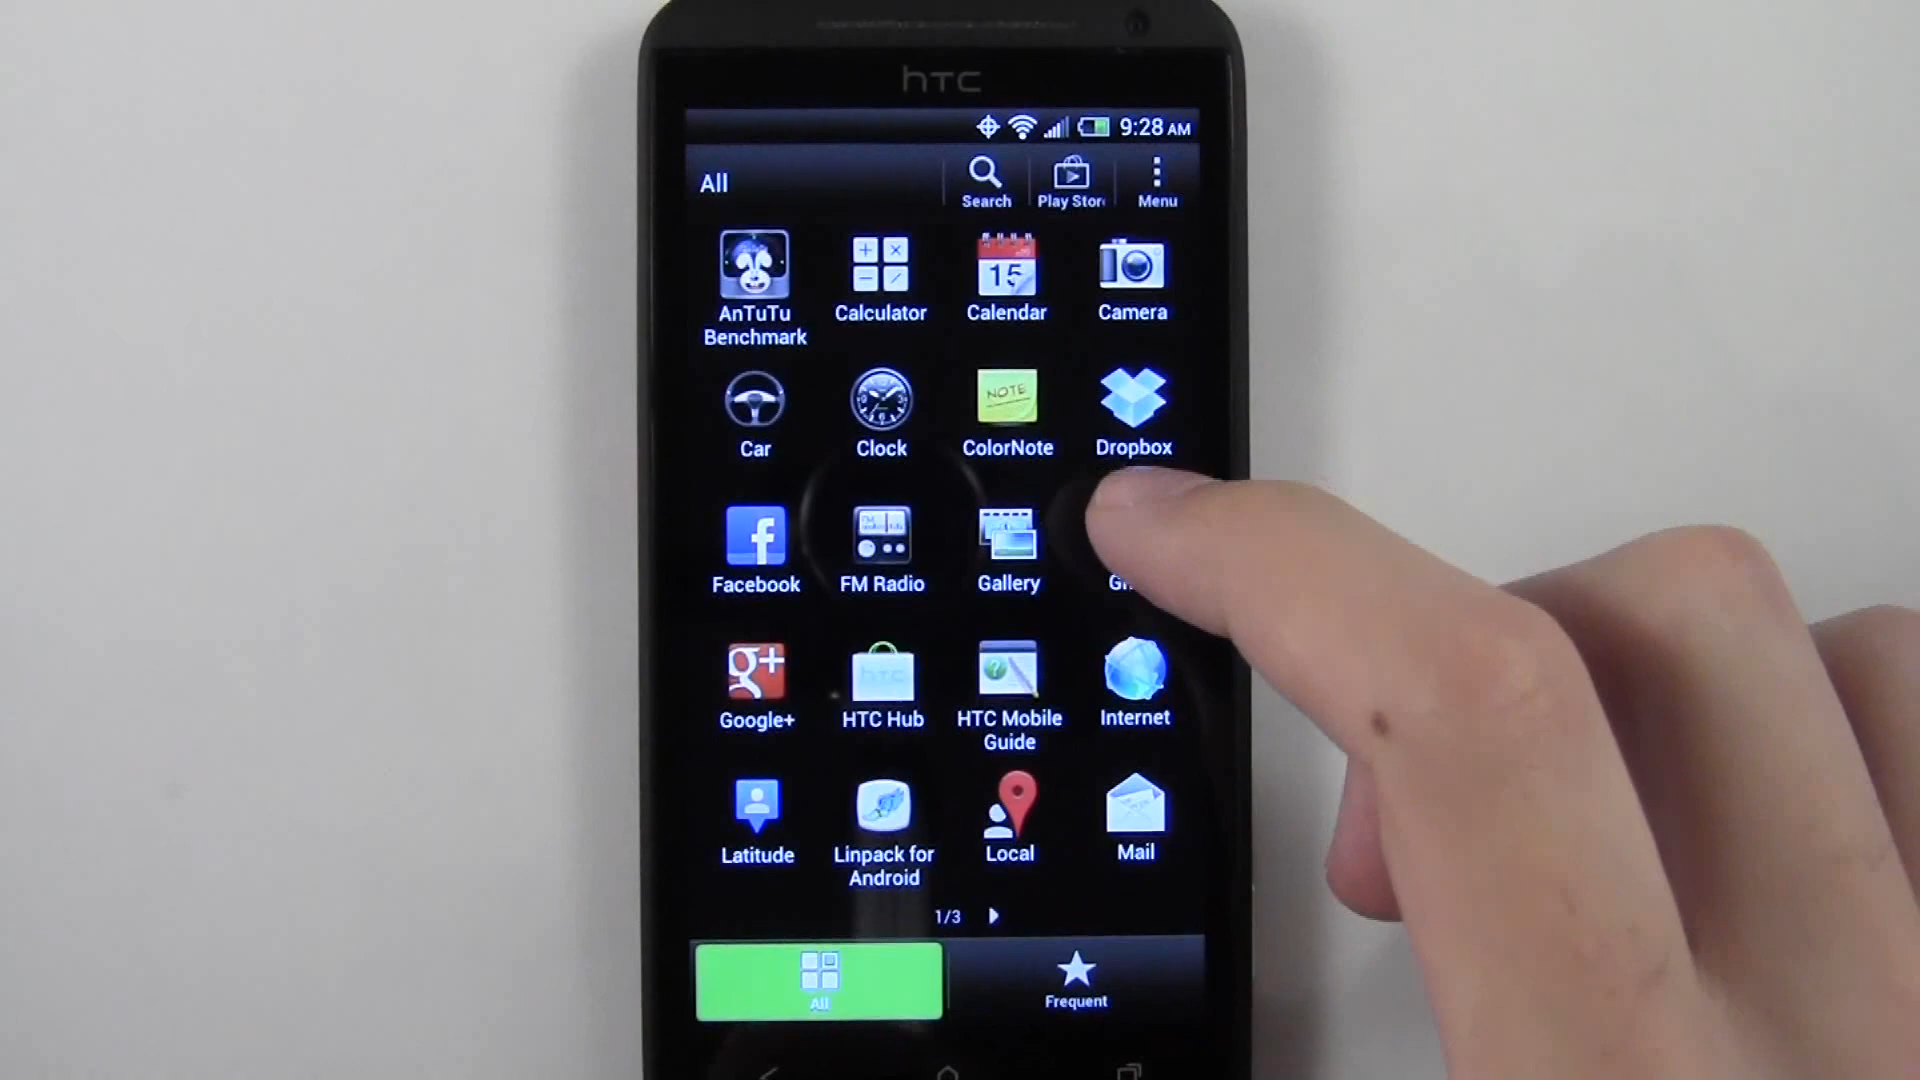 hTC
9:28 AM
All
Search
Play Stor
Menu
15
AnTuTu
Benchmark
Calculator
Calendar
Camera
NOTE
Car
Clock
ColorNote
Dropbox
f
FM
Facebook
FM Radio
Gallery
g+
hTC
Google+
HTC Hub
HTC Mobile
Guide
Internet
Latitude
Linpack for
Android
Local
Mail
1/3
All
Frequent